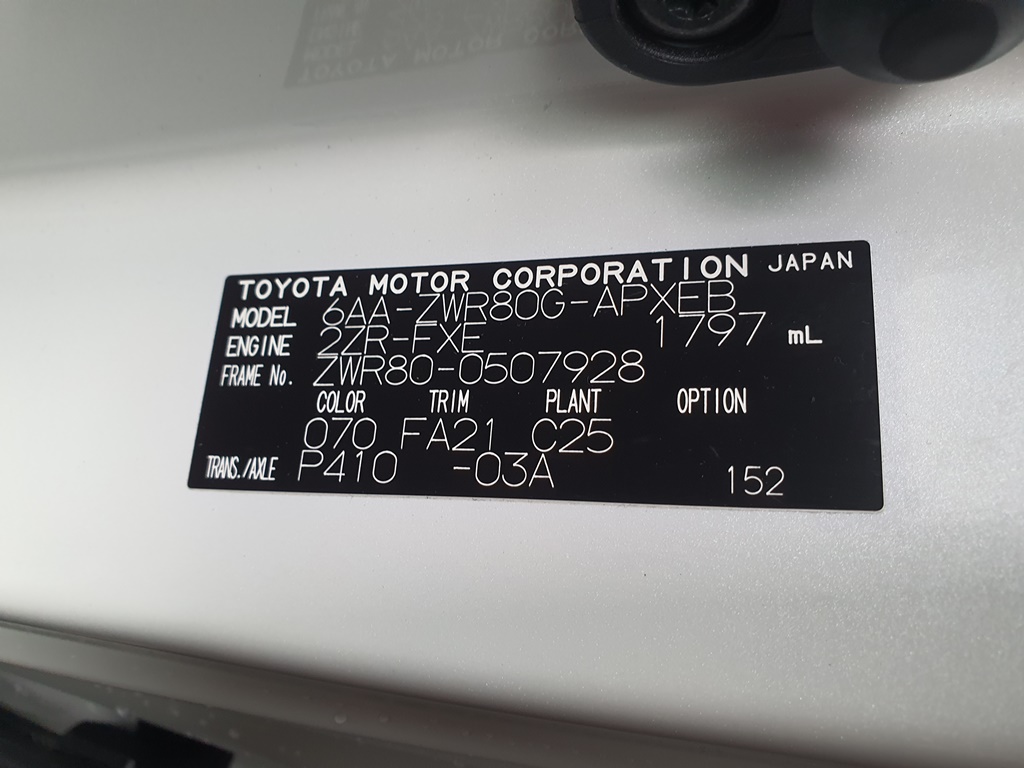 TOYOTA MOTOR CORPORATION JAPAN
MODEL 6AA-ZWR80G-APXEB
ENGINE 2ZR-FXE 1797 mL
FRAME No. ZWR80-0507928
COLOR TRIM PLANT OPTION
070 FA21 C25
TRANS./AXLE P410 -03A 152